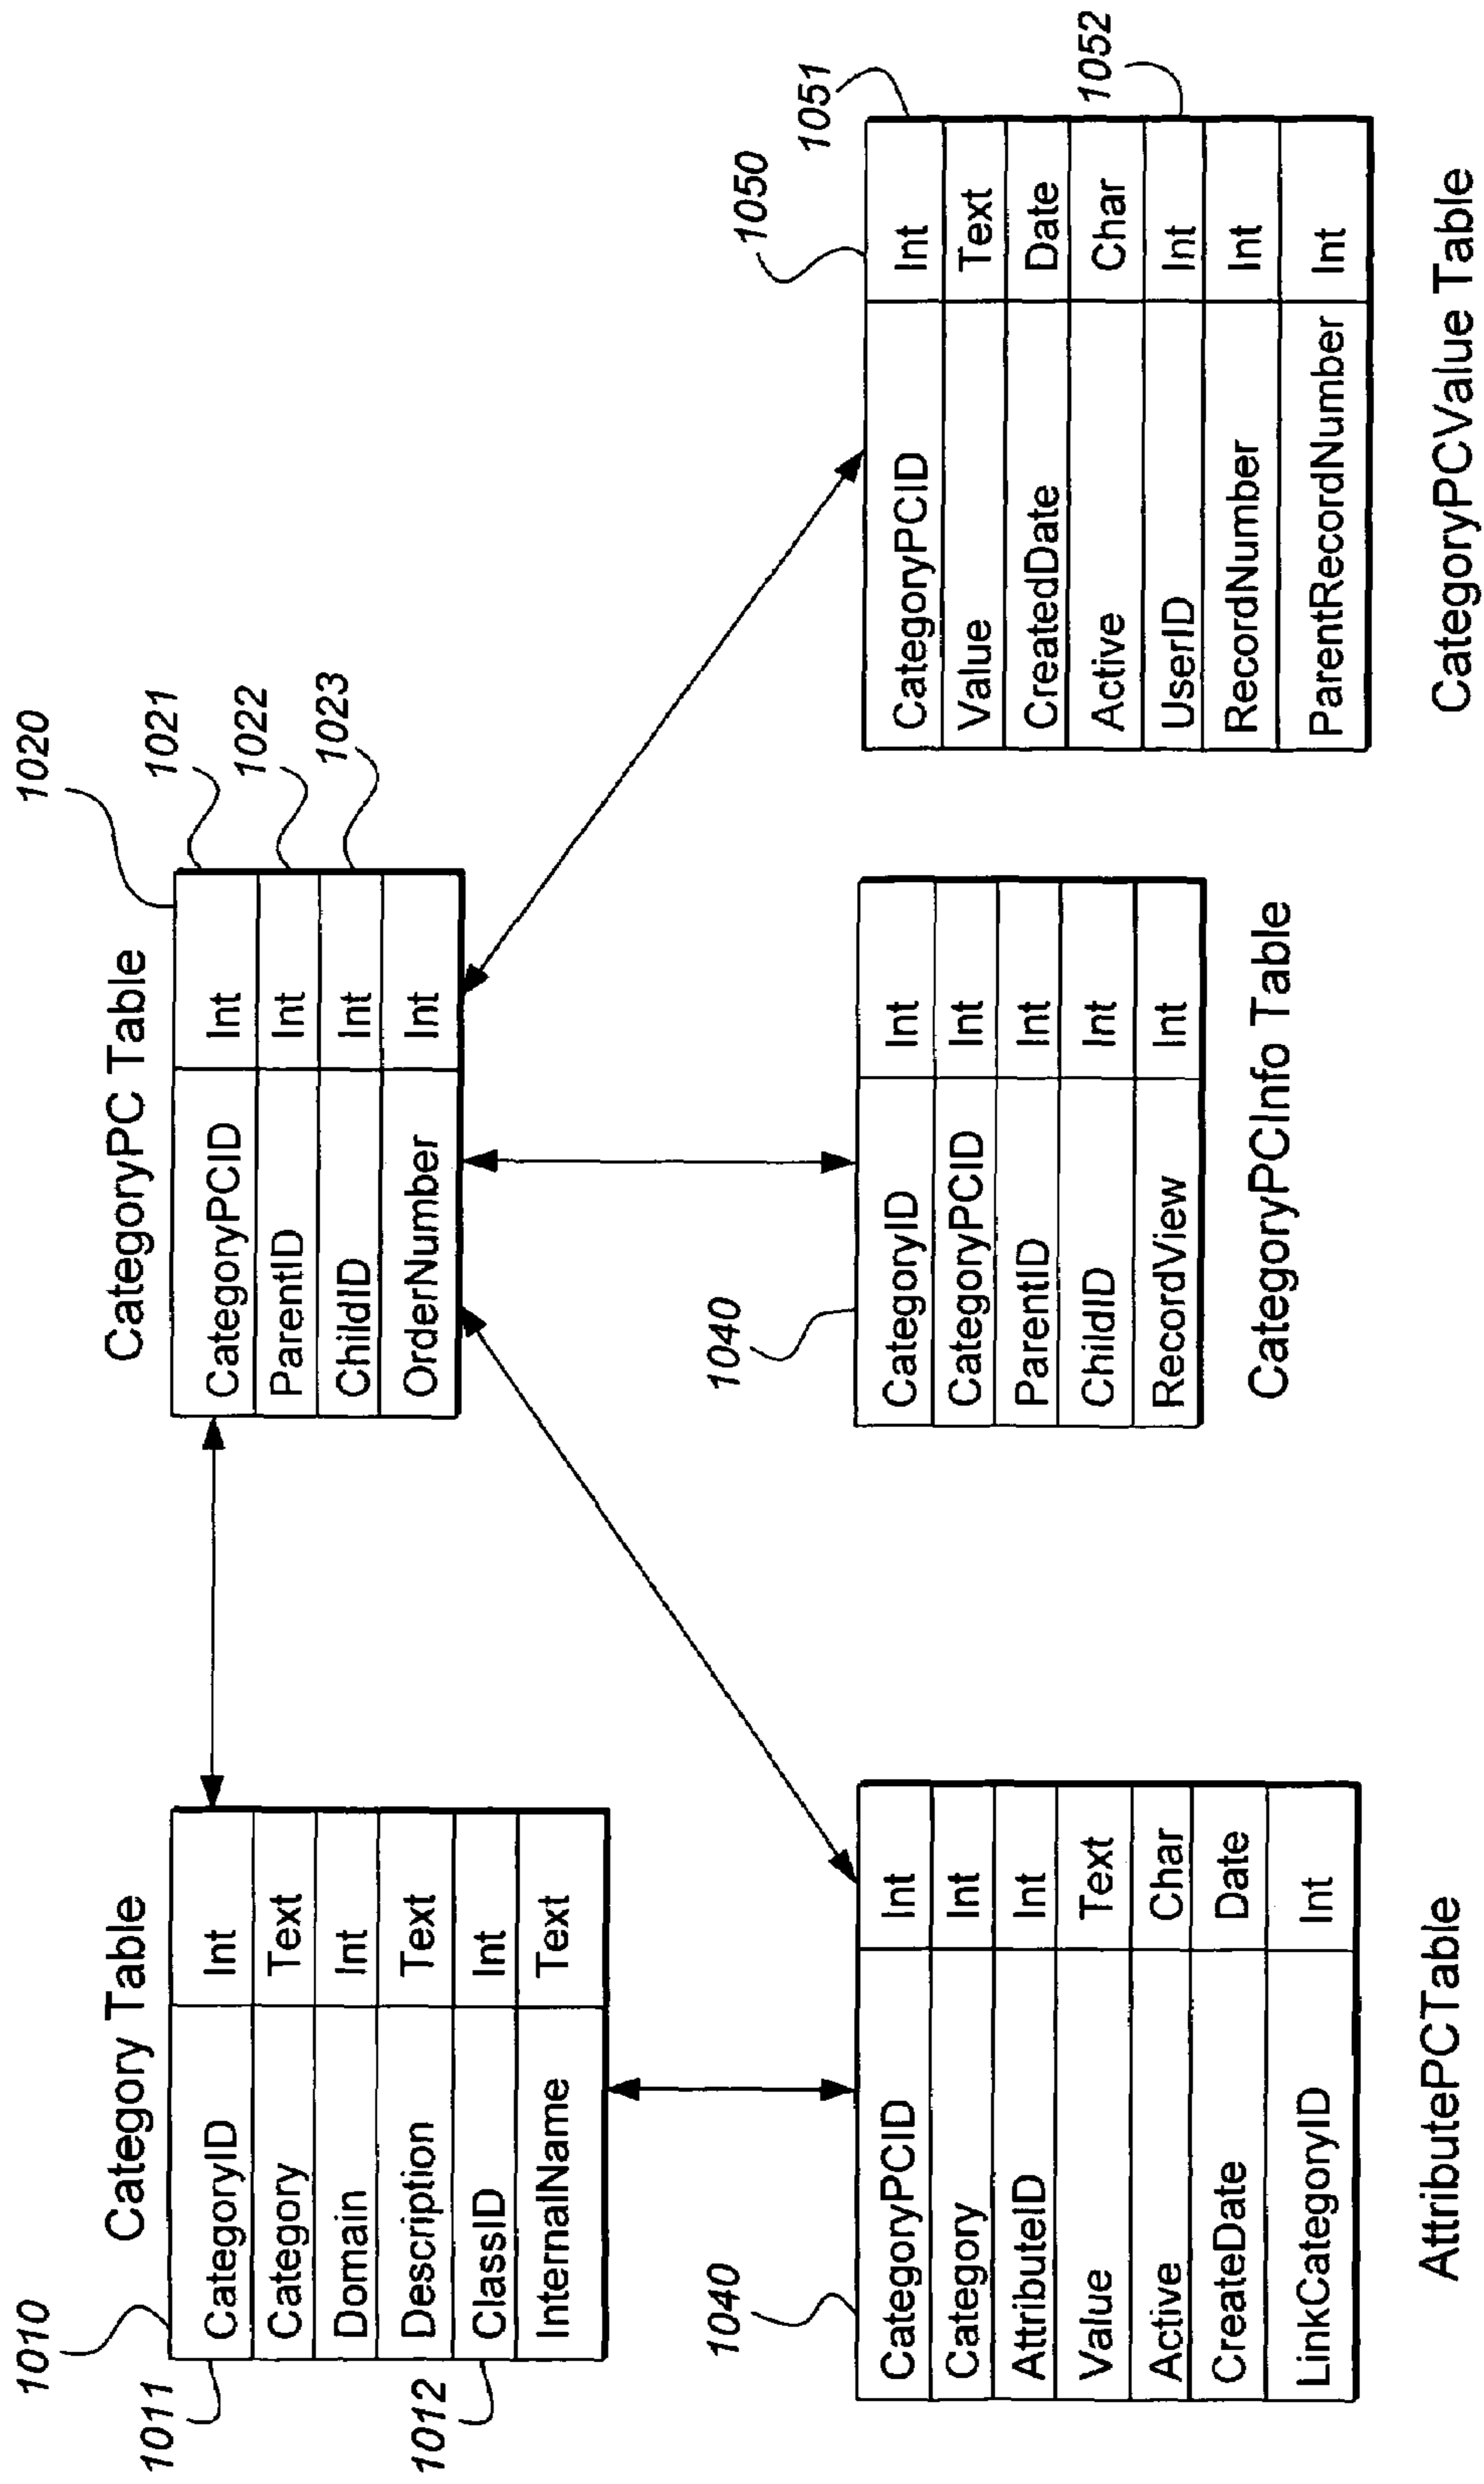 1010
Category Table
1011
CategoryID Int
Category Text
Domain Int
Description Text
1012
ClassID Int
InternalName Text
1020
CategoryPC Table
CategoryPCID Int
1021
ParentID Int
1022
ChildID Int
1023
OrderNumber Int
1040
CategoryPCID Int
Category Int
AttributeID Int
Value Text
Active Char
CreateDate Date
LinkCategoryID Int
AttributePCTable
1040
CategoryID Int
CategoryPCID Int
ParentID Int
ChildID Int
RecordView Int
CategoryPCInfo Table
1050
1051
CategoryPCID Int
Value Text
CreatedDate Date
Active Char
1052
UserID Int
RecordNumber Int
ParentRecordNumber Int
CategoryPCValue Table